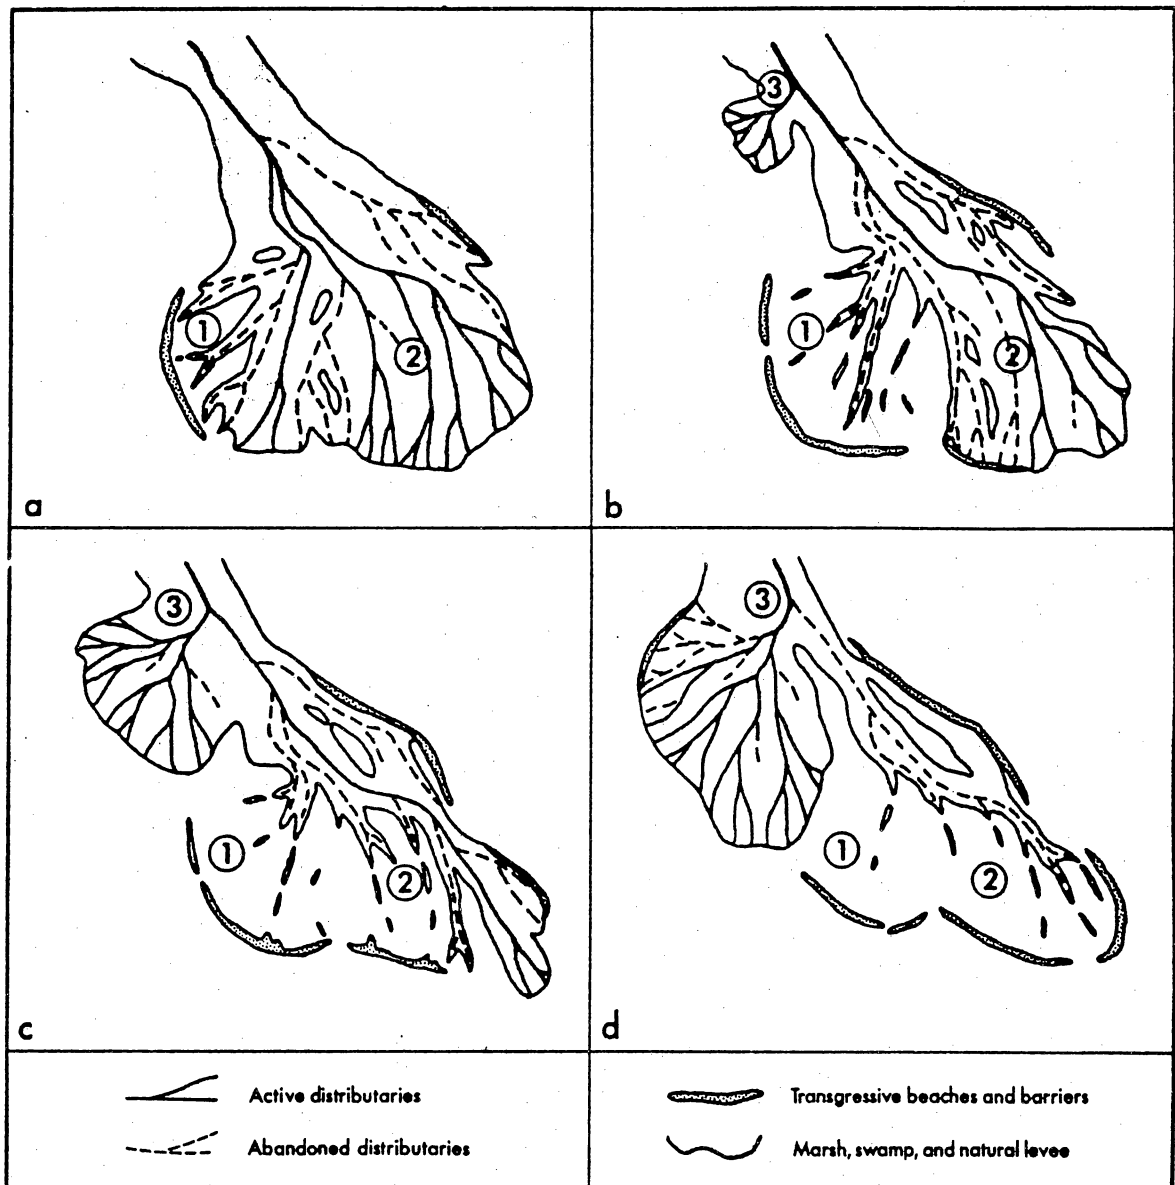 1
2
a
3
1
2
b
3
1
2
c
3
1
2
d
Active distributaries
Abandoned distributaries
Transgressive beaches and barriers
Marsh, swamp, and natural levee